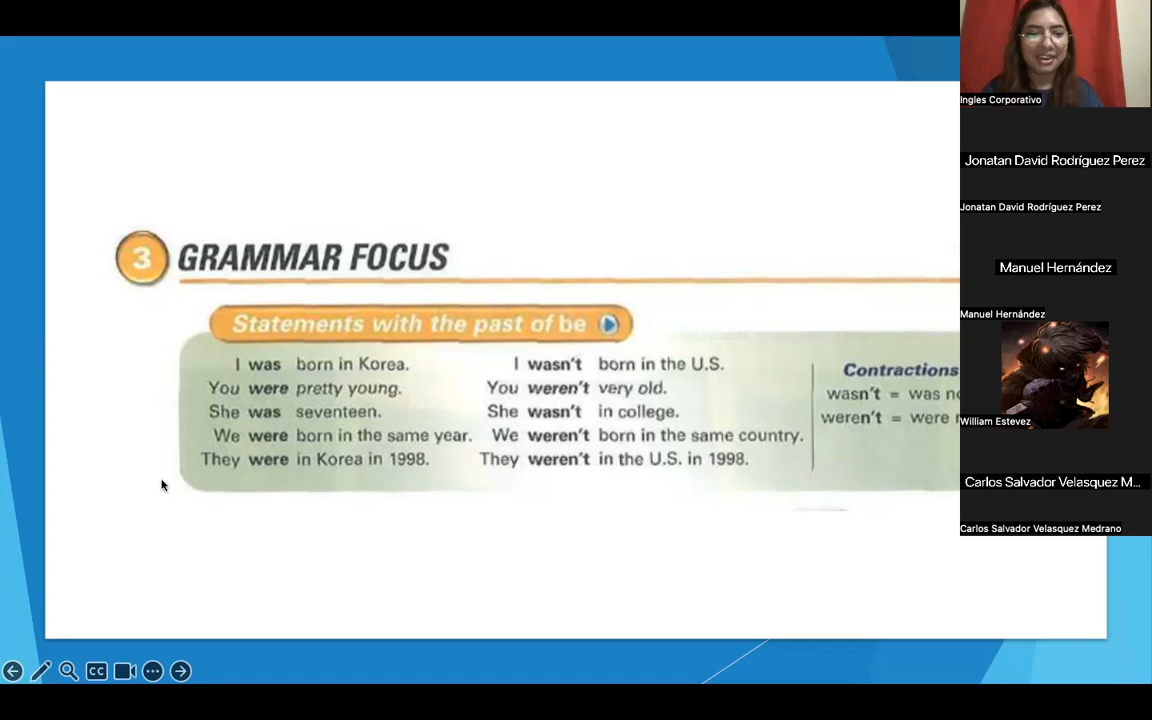 3 GRAMMAR FOCUS
Statements with the past of be
I was born in Korea. I wasn't born in the U.S.
You were pretty young. You weren't very old.
She was seventeen. She wasn't in college.
We were born in the same year. We weren't born in the same country.
They were in Korea in 1998. They weren't in the U.S. in 1998.
Contractions
wasn't = was
weren't = were
CC
Ingles Corporativo
Jonatan David Rodríguez Perez
Jonatan David Rodríguez Perez
Manuel Hernández
Manuel Hernández
William Estevez
Carlos Salvador Velasquez M...
Carlos Salvador Velasquez Medrano